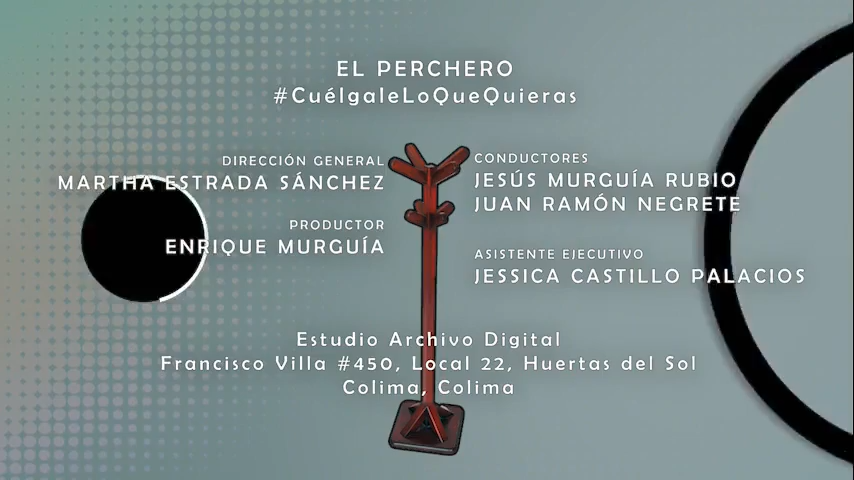 EL PERCHERO
#CuélgaleLoQueQuieras
DIRECCIÓN GENERAL
MARTHA ESTRADA SÁNCHEZ
PRODUCTOR
ENRIQUE MURGUÍA
CONDUCTORES
JESÚS MURGUÍA RUBIO
JUAN RAMÓN NEGRETE
ASISTENTE EJECUTIVO
JESSICA CASTILLO PALACIOS
Estudio Archivo Digital
Francisco Villa #450, Local 22, Huertas del Sol
Colima, Colima